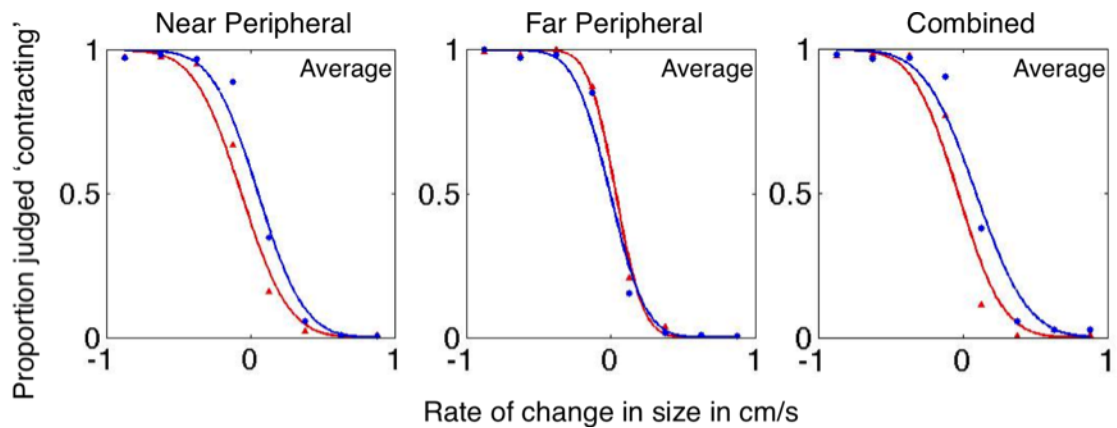 Near Peripheral
Far Peripheral
Combined
Proportion judged ‘contracting’
1
0.5
0
-1
0
1
Average
1
0.5
0
-1
0
1
Average
1
0.5
0
-1
0
1
Average
Rate of change in size in cm/s